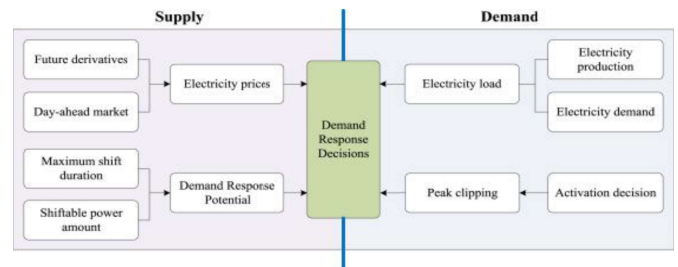 Supply
Demand
Future derivatives
Day-ahead market
Electricity prices
Maximum shift
duration
Shiftable power
amount
Demand Response
Potential
Demand
Response
Decisions
Electricity load
Electricity
production
Electricity demand
Peak clipping
Activation decision